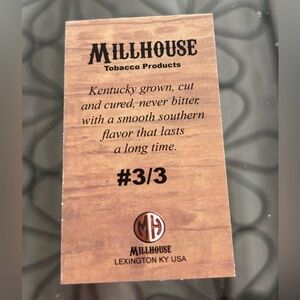 MILLHOUSE
Tobacco Products
Kentucky grown, cut
and cured, never bitter,
with a smooth southern
flavor that lasts
a long time.
#3/3
MH
MILLHOUSE
LEXINGTON KY USA